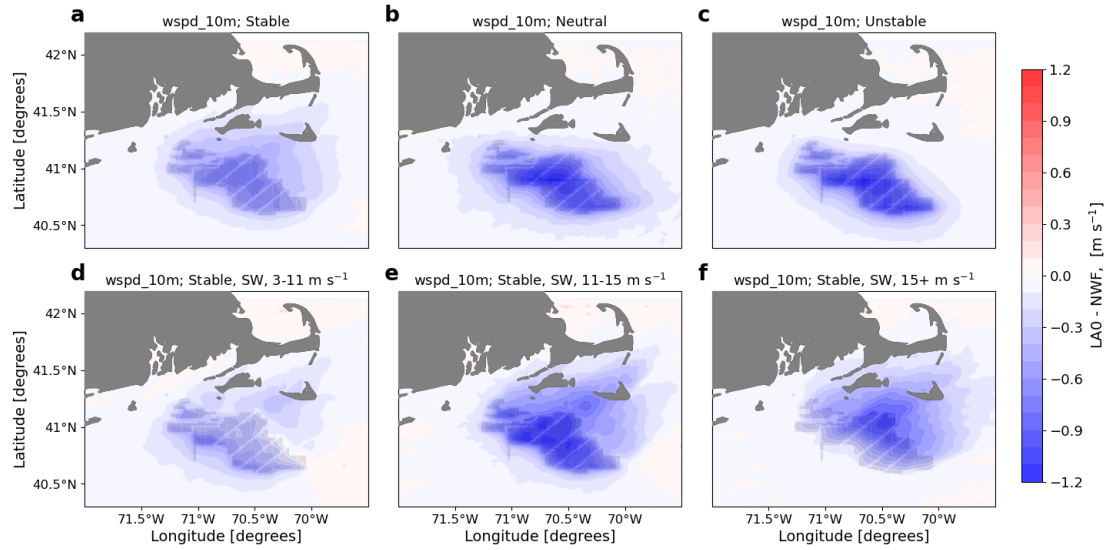 a wspd_10m; Stable
b wspd_10m; Neutral
c wspd_10m; Unstable
42°N
41.5°N
41°N
40.5°N
Latitude [degrees]
d wspd_10m; Stable, SW, 3-11 m s⁻¹
e wspd_10m; Stable, SW, 11-15 m s⁻¹
f wspd_10m; Stable, SW, 15+ m s⁻¹
42°N
41.5°N
41°N
40.5°N
Latitude [degrees]
71.5°W 71°W 70.5°W 70°W
Longitude [degrees]
71.5°W 71°W 70.5°W 70°W
Longitude [degrees]
71.5°W 71°W 70.5°W 70°W
Longitude [degrees]
1.2
0.9
0.6
0.3
0.0
−0.3
−0.6
−0.9
−1.2
LA0 - NWF, [m s⁻¹]